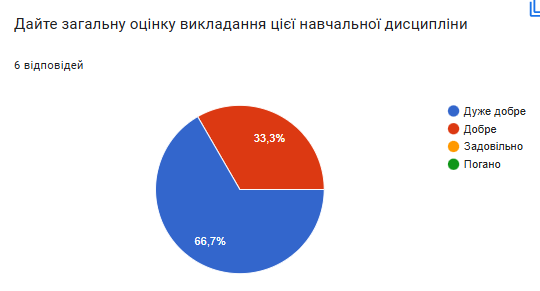 Дайте загальну оцінку викладання цієї навчальної дисципліни
6 відповідей
33,3%
66,7%
Дуже добре
Добре
Задовільно
Погано